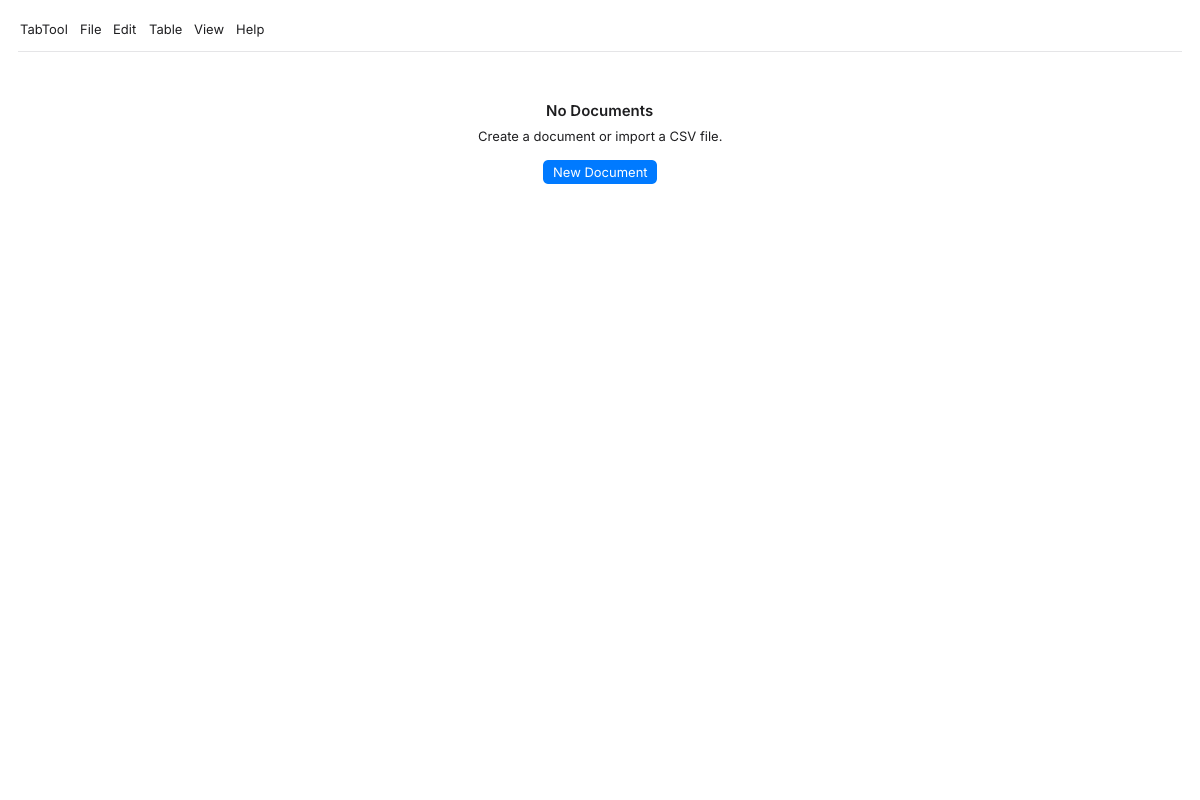 TabTool File Edit Table View Help
No Documents
Create a document or import a CSV file.
New Document